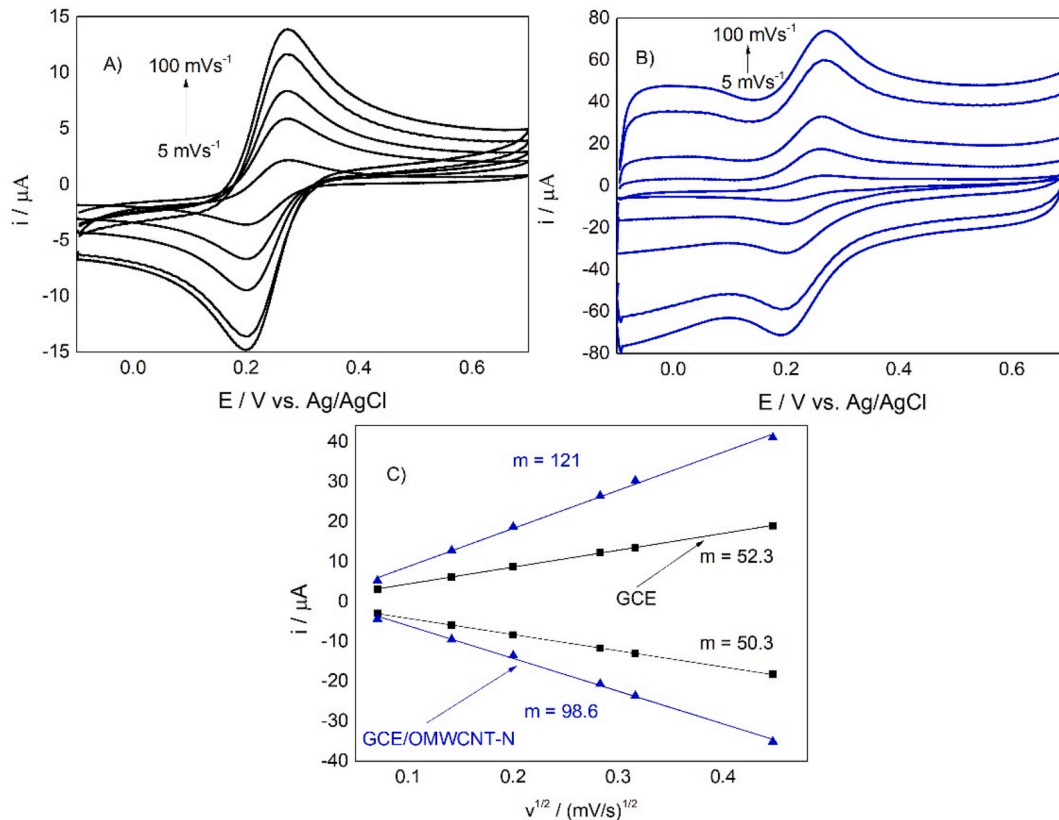 A)
100 mVs⁻¹
5 mVs⁻¹
15
10
5
0
-5
-10
-15
i / μA
0.0
0.2
0.4
0.6
E / V vs. Ag/AgCl
B)
100 mVs⁻¹
5 mVs⁻¹
80
60
40
20
0
-20
-40
-60
-80
i / μA
0.0
0.2
0.4
0.6
E / V vs. Ag/AgCl
C)
m = 121
m = 52.3
GCE
m = 50.3
m = 98.6
GCE/OMWCNT-N
40
30
20
10
0
-10
-20
-30
-40
i / μA
0.1
0.2
0.3
0.4
v¹/² / (mV/s)¹/²